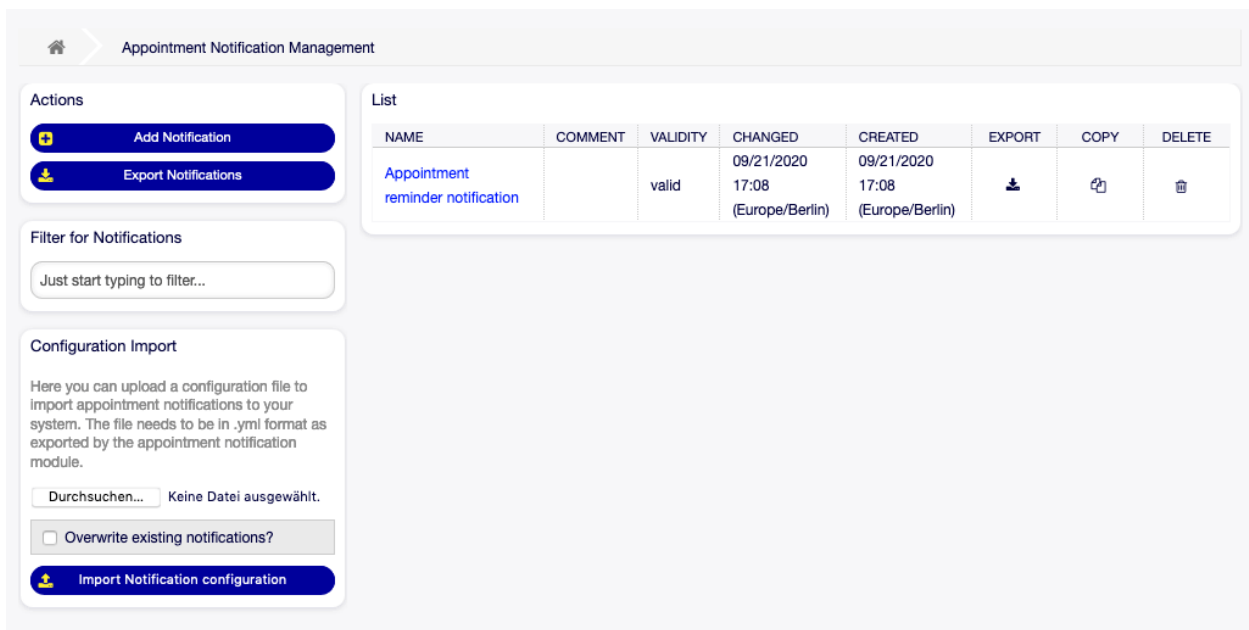 Appointment Notification Management
Actions
Add Notification
Export Notifications
Filter for Notifications
Just start typing to filter...
Configuration Import
Here you can upload a configuration file to
import appointment notifications to your
system. The file needs to be in .yml format as
exported by the appointment notification
module.
Durchsuchen... Keine Datei ausgewählt.
Overwrite existing notifications?
Import Notification configuration
List
NAME COMMENT VALIDITY CHANGED CREATED EXPORT COPY DELETE
Appointment
reminder notification
valid
09/21/2020
17:08
(Europe/Berlin)
09/21/2020
17:08
(Europe/Berlin)